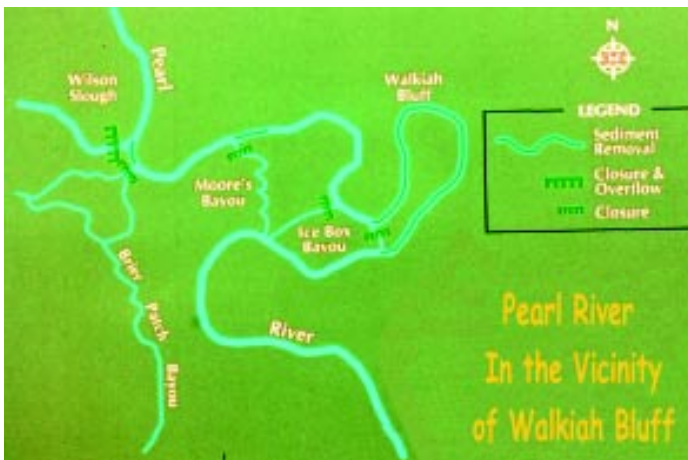 N
Pearl
Wilson
Slough
Walkiah
Bluff
LEGEND
Sediment
Removal
Closure &
Overflow
Closure
Moore's
Bayou
Ice Box
Bayou
Brier
Patch
Bayou
River
Pearl River
In the Vicinity
of Walkiah Bluff